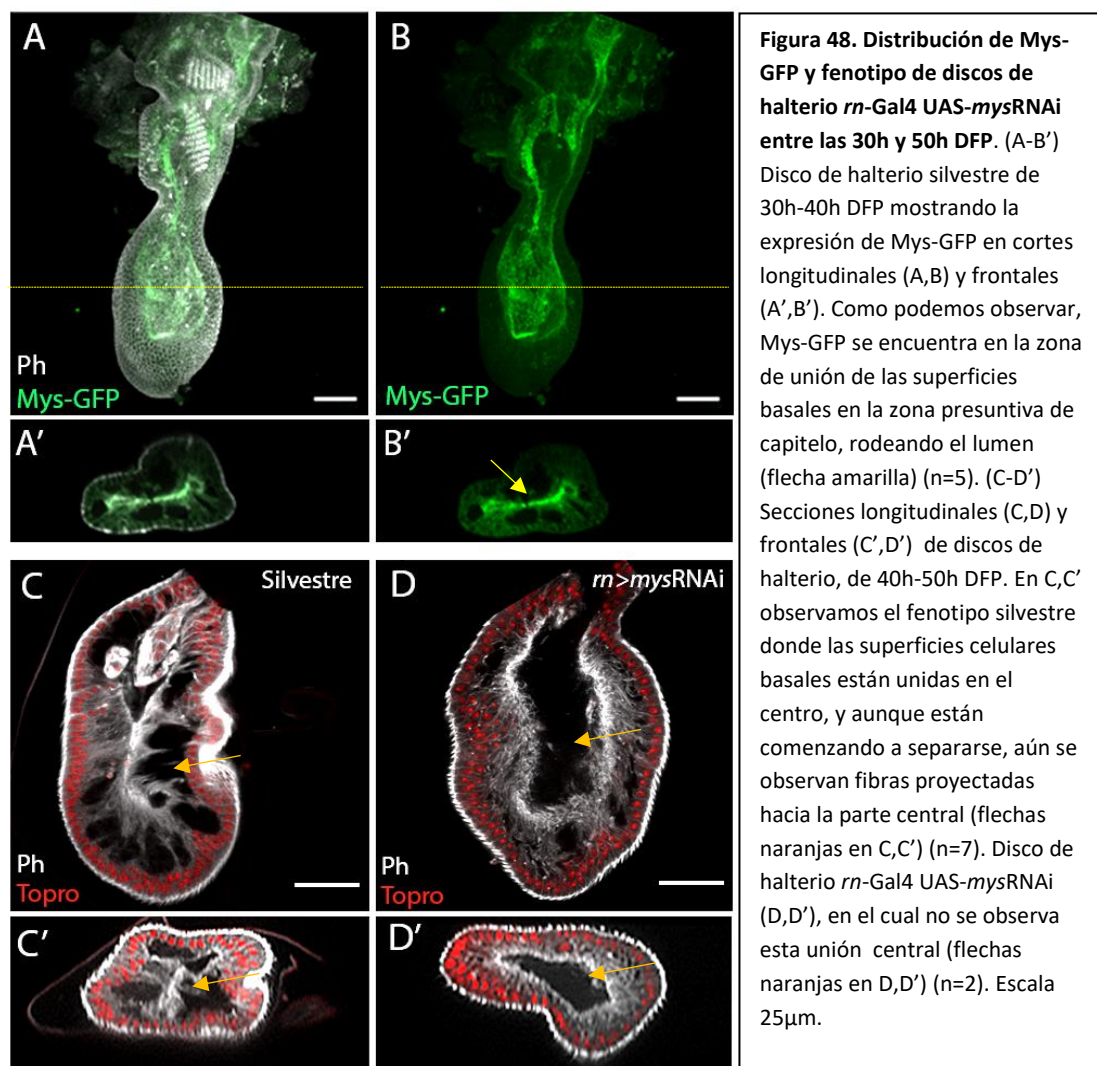 A
Ph
Mys-GFP
B
Mys-GFP
A'
B'
C
Silvestre
Ph
Topro
D
rn>mysRNAi
Ph
Topro
C'
D'
Figura 48. Distribución de Mys-
GFP y fenotipo de discos de
halterio rn-Gal4 UAS-mysRNAi
entre las 30h y 50h DFP. (A-B’)
Disco de halterio silvestre de
30h-40h DFP mostrando la
expresión de Mys-GFP en cortes
longitudinales (A,B) y frontales
(A’,B’). Como podemos observar,
Mys-GFP se encuentra en la zona
de unión de las superficies
basales en la zona presuntiva de
capitelo, rodeando el lumen
(flecha amarilla) (n=5). (C-D’)
Secciones longitudinales (C,D) y
frontales (C’,D’) de discos de
halterio, de 40h-50h DFP. En C,C’
observamos el fenotipo silvestre
donde las superficies celulares
basales están unidas en el
centro, y aunque están
comenzando a separarse, aún se
observan fibras proyectadas
hacia la parte central (flechas
naranjas en C,C’) (n=7). Disco de
halterio rn-Gal4 UAS-mysRNAi
(D,D’), en el cual no se observa
esta unión central (flechas
naranjas en D,D’) (n=2). Escala
25µm.